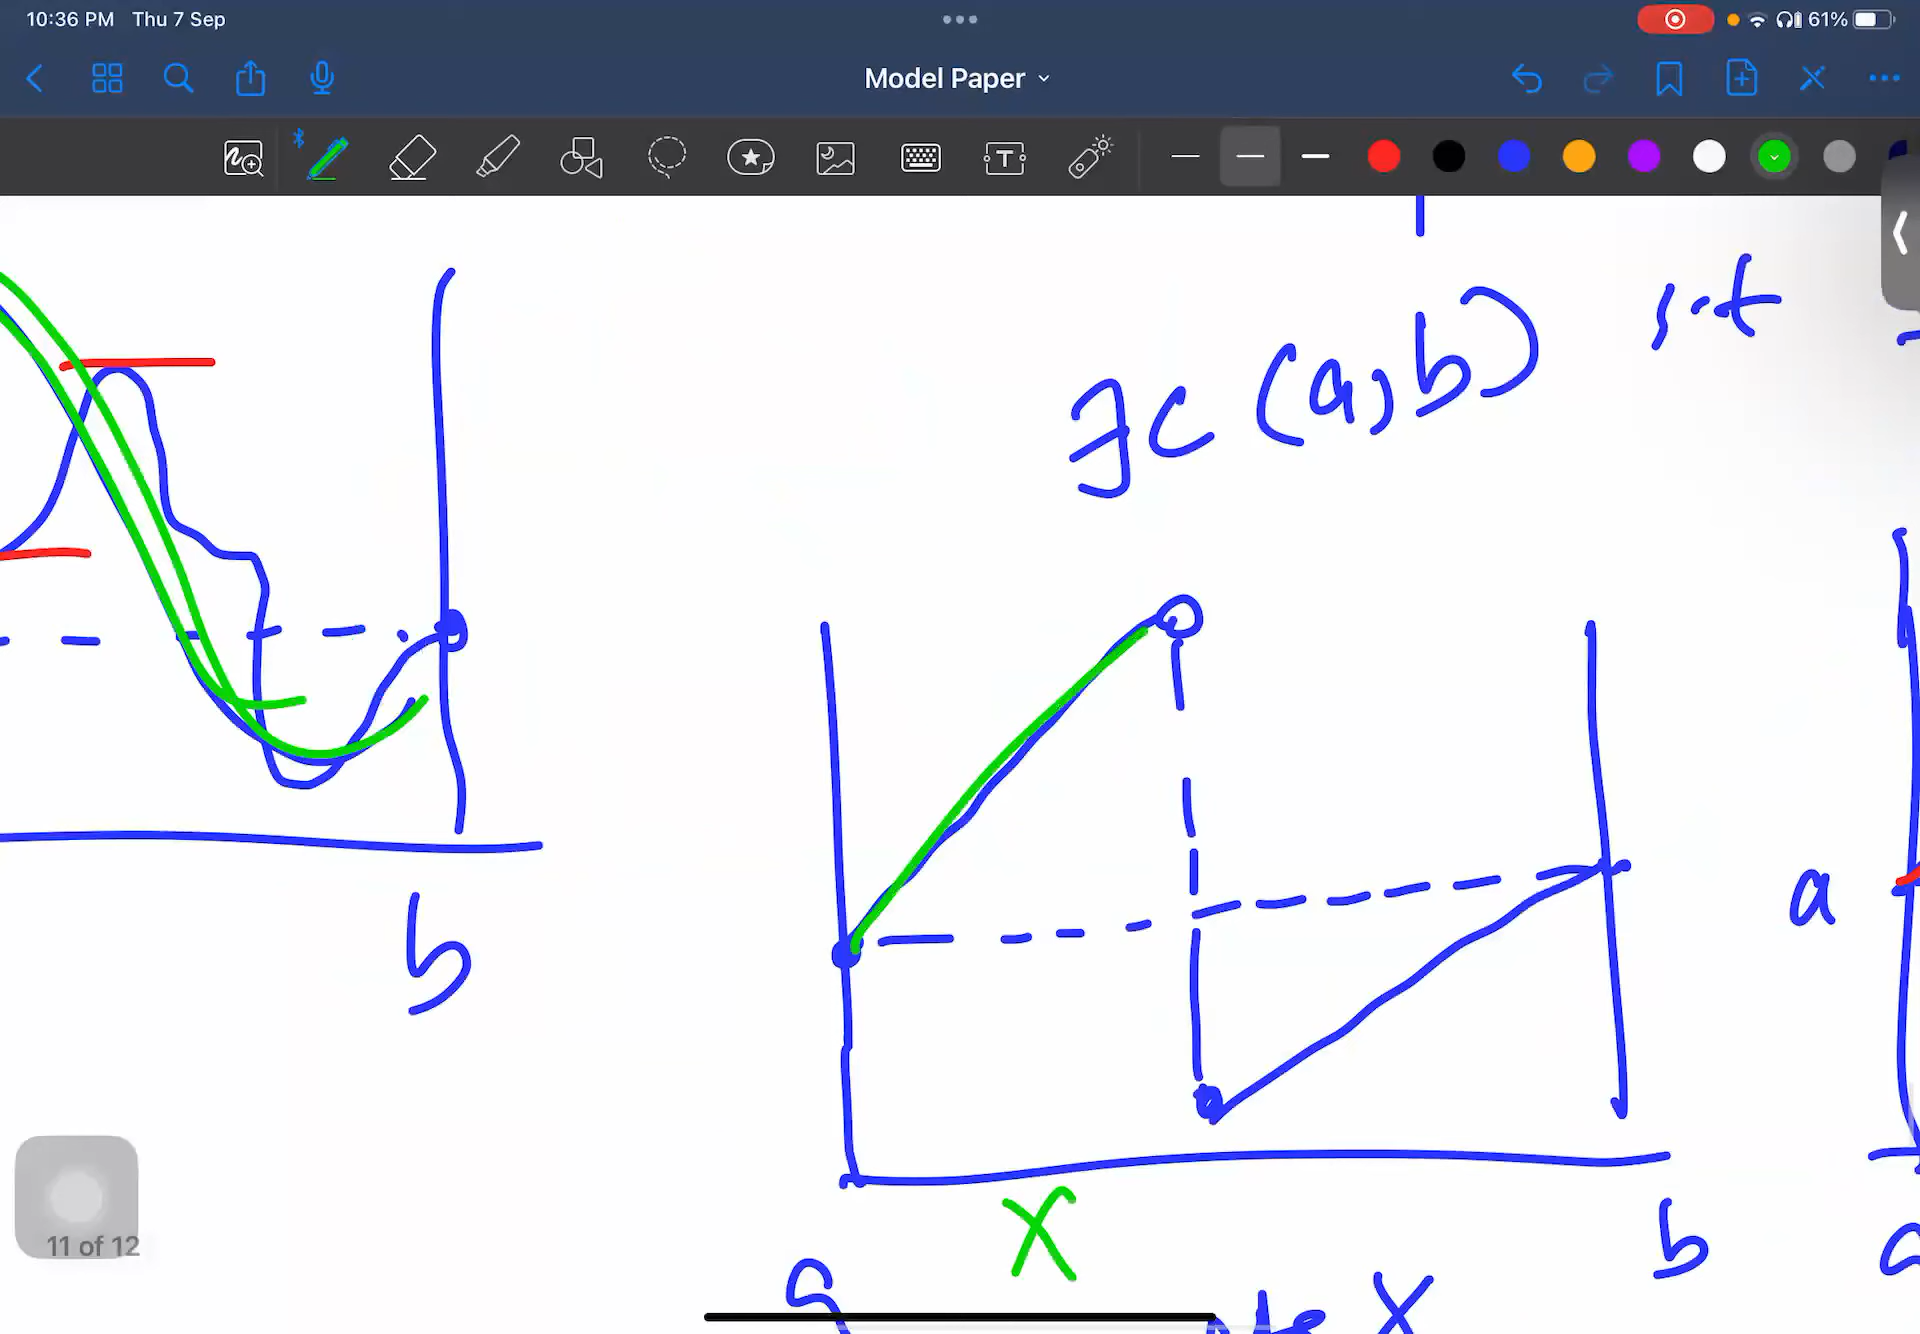 10:36 PM Thu 7 Sep
61%
Model Paper
T
∃c (a,b) s.t
b
a
X
b
a
X
11 of 12